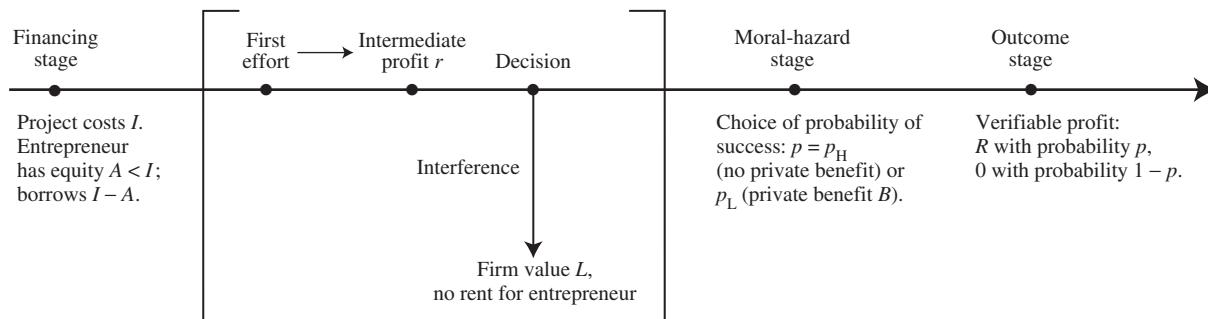 Financing
stage
First
effort
Intermediate
profit r
Decision
Moral-hazard
stage
Outcome
stage
Project costs I.
Entrepreneur
has equity A < I;
borrows I – A.
Interference
Firm value L,
no rent for entrepreneur
Choice of probability of
success: p = p_H
(no private benefit) or
p_L (private benefit B).
Verifiable profit:
R with probability p,
0 with probability 1 – p.